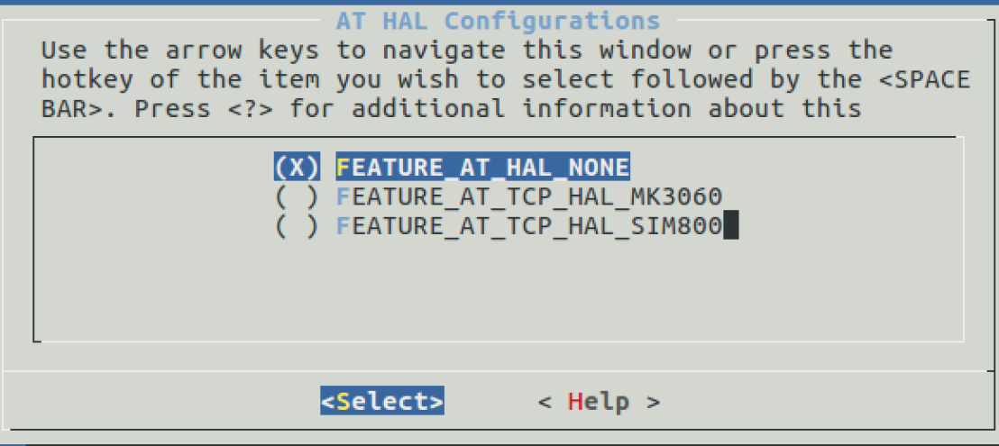 AT HAL Configurations
Use the arrow keys to navigate this window or press the
hotkey of the item you wish to select followed by the <SPACE
BAR>. Press <?> for additional information about this
(X) FEATURE_AT_HAL_NONE
( ) FEATURE_AT_TCP_HAL_MK3060
( ) FEATURE_AT_TCP_HAL_SIM800
<Select> < Help >